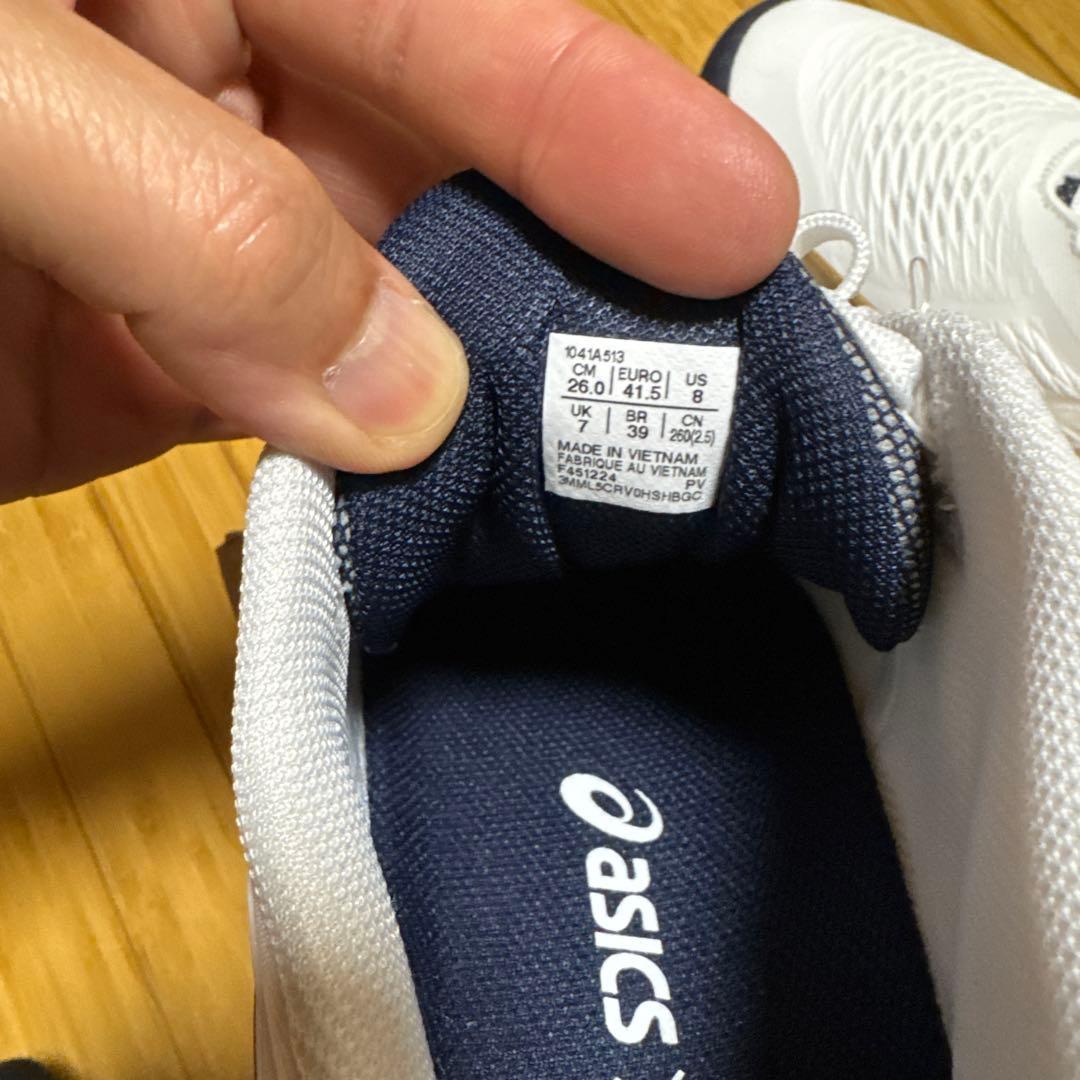 1041A513
CM | EURO | US
26.0 | 41.5 | 8
UK | BR | CN
7 | 39 | 260(2.5)
MADE IN VIETNAM
FABRIQUE AU VIETNAM
F451224 PV
3MML5CRV0HSHBGC
asics